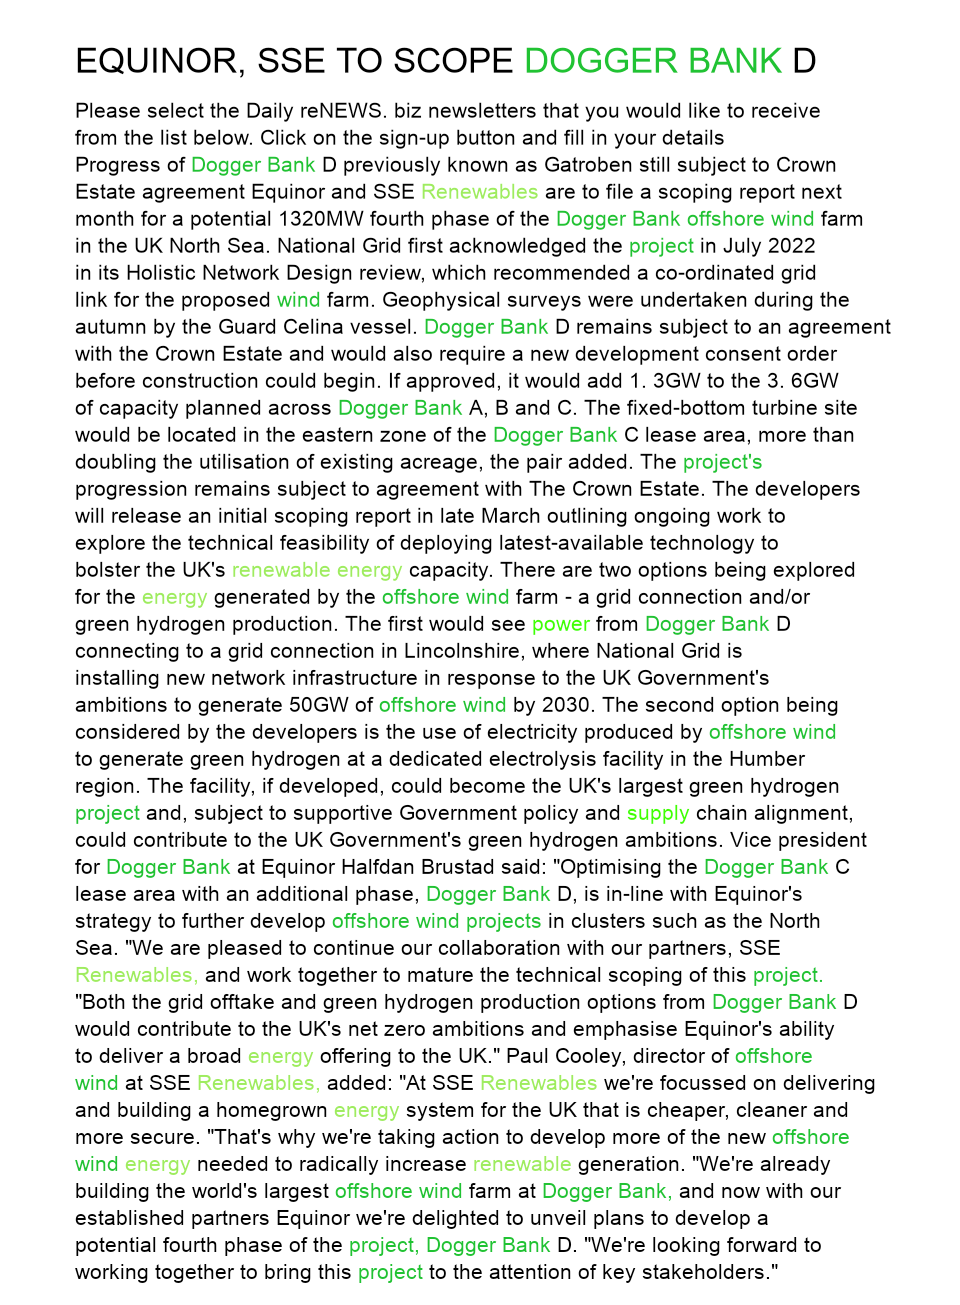 EQUINOR, SSE TO SCOPE DOGGER BANK D
Please select the Daily reNEWS. biz newsletters that you would like to receive
from the list below. Click on the sign-up button and fill in your details
Progress of Dogger Bank D previously known as Gatroben still subject to Crown
Estate agreement Equinor and SSE Renewables are to file a scoping report next
month for a potential 1320MW fourth phase of the Dogger Bank offshore wind farm
in the UK North Sea. National Grid first acknowledged the project in July 2022
in its Holistic Network Design review, which recommended a co-ordinated grid
link for the proposed wind farm. Geophysical surveys were undertaken during the
autumn by the Guard Celina vessel. Dogger Bank D remains subject to an agreement
with the Crown Estate and would also require a new development consent order
before construction could begin. If approved, it would add 1. 3GW to the 3. 6GW
of capacity planned across Dogger Bank A, B and C. The fixed-bottom turbine site
would be located in the eastern zone of the Dogger Bank C lease area, more than
doubling the utilisation of existing acreage, the pair added. The project's
progression remains subject to agreement with The Crown Estate. The developers
will release an initial scoping report in late March outlining ongoing work to
explore the technical feasibility of deploying latest-available technology to
bolster the UK's renewable energy capacity. There are two options being explored
for the energy generated by the offshore wind farm - a grid connection and/or
green hydrogen production. The first would see power from Dogger Bank D
connecting to a grid connection in Lincolnshire, where National Grid is
installing new network infrastructure in response to the UK Government's
ambitions to generate 50GW of offshore wind by 2030. The second option being
considered by the developers is the use of electricity produced by offshore wind
to generate green hydrogen at a dedicated electrolysis facility in the Humber
region. The facility, if developed, could become the UK's largest green hydrogen
project and, subject to supportive Government policy and supply chain alignment,
could contribute to the UK Government's green hydrogen ambitions. Vice president
for Dogger Bank at Equinor Halfdan Brustad said: "Optimising the Dogger Bank C
lease area with an additional phase, Dogger Bank D, is in-line with Equinor's
strategy to further develop offshore wind projects in clusters such as the North
Sea. "We are pleased to continue our collaboration with our partners, SSE
Renewables, and work together to mature the technical scoping of this project.
"Both the grid offtake and green hydrogen production options from Dogger Bank D
would contribute to the UK's net zero ambitions and emphasise Equinor's ability
to deliver a broad energy offering to the UK." Paul Cooley, director of offshore
wind at SSE Renewables, added: "At SSE Renewables we're focussed on delivering
and building a homegrown energy system for the UK that is cheaper, cleaner and
more secure. "That's why we're taking action to develop more of the new offshore
wind energy needed to radically increase renewable generation. "We're already
building the world's largest offshore wind farm at Dogger Bank, and now with our
established partners Equinor we're delighted to unveil plans to develop a
potential fourth phase of the project, Dogger Bank D. "We're looking forward to
working together to bring this project to the attention of key stakeholders."